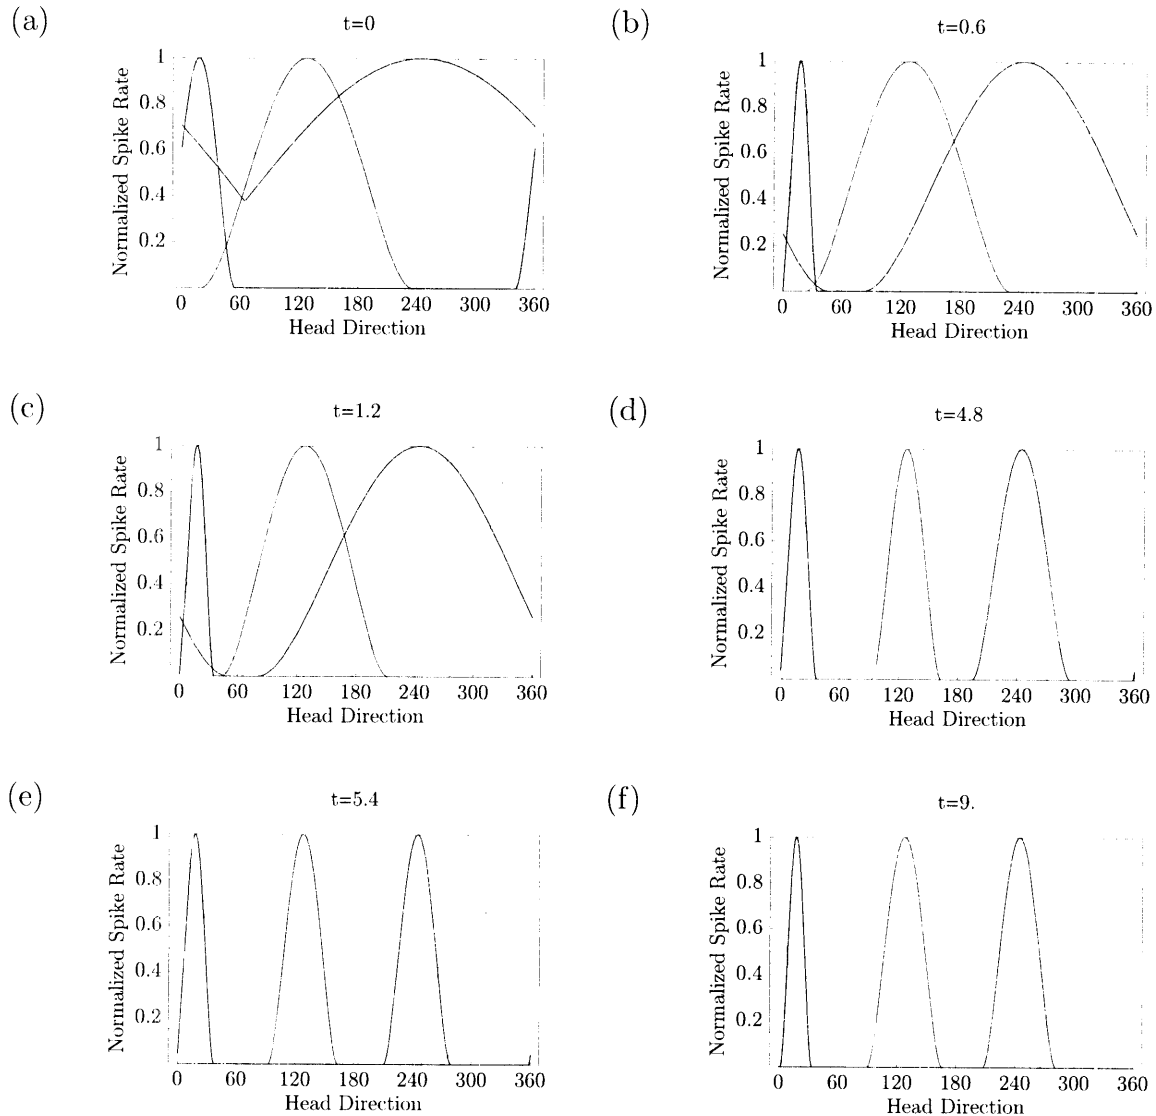 (a)
t=0
Normalized Spike Rate
1
0.8
0.6
0.4
0.2
0 60 120 180 240 300 360
Head Direction
(b)
t=0.6
Normalized Spike Rate
1
0.8
0.6
0.4
0.2
0 60 120 180 240 300 360
Head Direction
(c)
t=1.2
Normalized Spike Rate
1
0.8
0.6
0.4
0.2
0 60 120 180 240 300 360
Head Direction
(d)
t=4.8
Normalized Spike Rate
1
0.8
0.6
0.4
0.2
0 60 120 180 240 300 360
Head Direction
(e)
t=5.4
Normalized Spike Rate
1
0.8
0.6
0.4
0.2
0 60 120 180 240 300 360
Head Direction
(f)
t=9.
Normalized Spike Rate
1
0.8
0.6
0.4
0.2
0 60 120 180 240 300 360
Head Direction